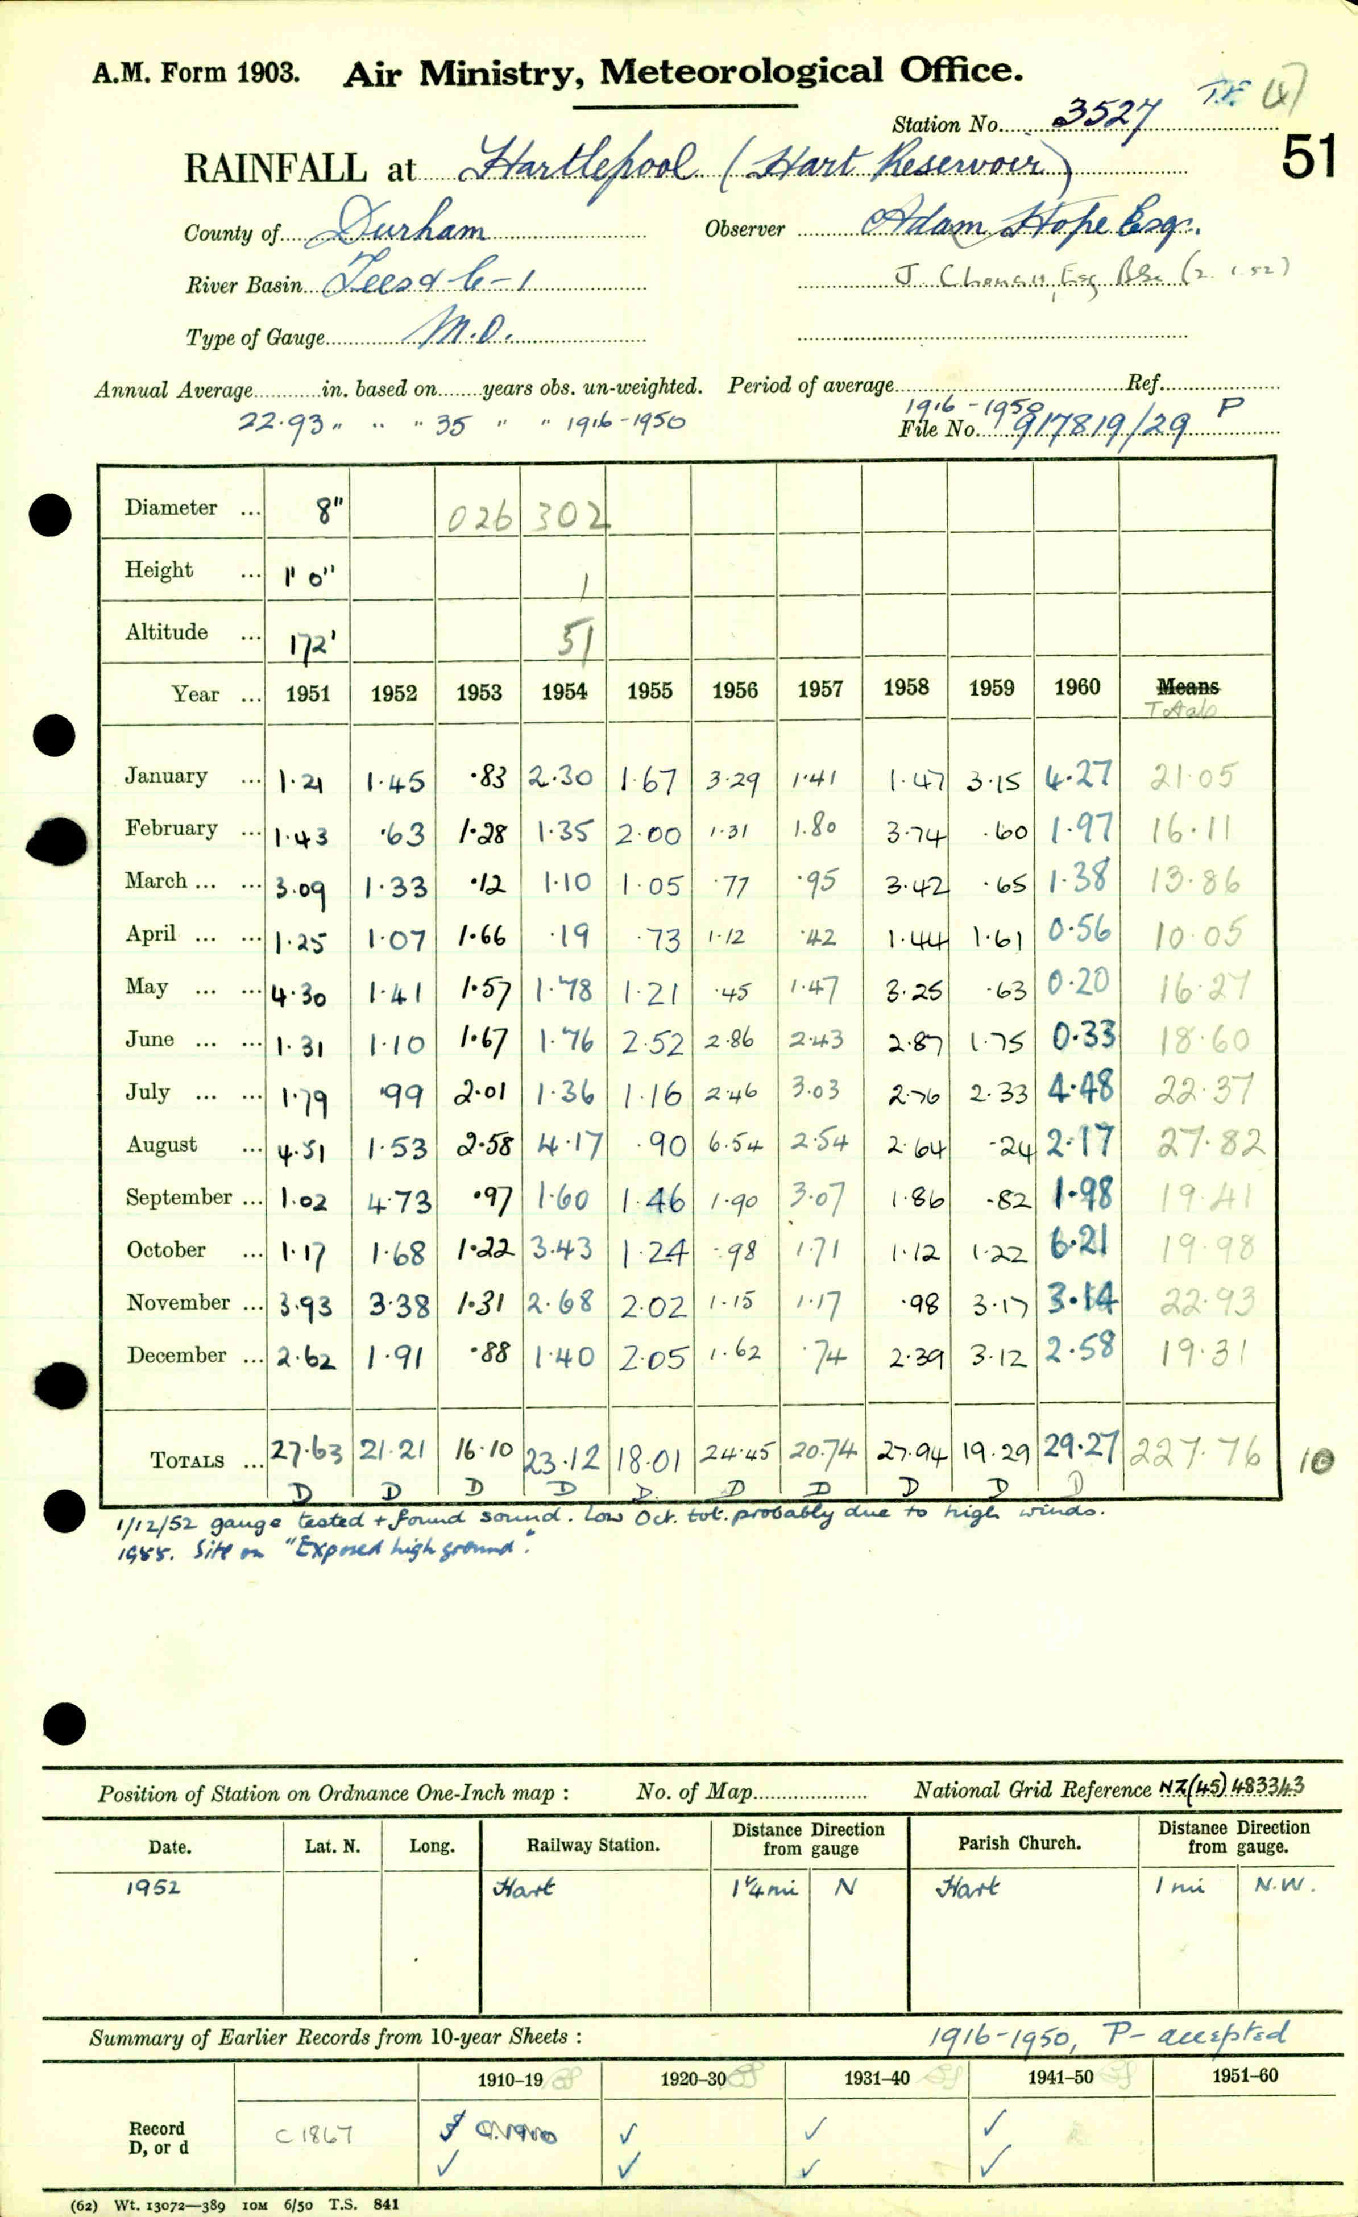 A.M. Form 1903. Air Ministry, Meteorological Office.
Station No. 3527
51
RAINFALL at Hartlepool (Hart Reservoir)
County of Durham Observer Adam Hope Esq.
River Basin Tees & C-1 J Esq BSc (2.1.52)
Type of Gauge M.O.
Annual Average in. based on years obs. un-weighted. Period of average 1916-1950 Ref. P
22.93 " " " 35 " " 1916-1950 File No. 917819/29
Diameter ... 8" 026 302
Height ... 1' 0" 1
Altitude ... 172' 51
Year ... 1951 1952 1953 1954 1955 1956 1957 1958 1959 1960 Means
Totals
January ... 1.21 1.45 .83 2.30 1.67 3.29 1.41 1.47 3.15 4.27 21.05
February ... 1.43 .63 1.28 1.35 2.00 1.31 1.80 3.74 .60 1.97 16.11
March ... ... 3.09 1.33 .12 1.10 1.05 .77 .95 3.42 .65 1.38 13.86
April ... ... 1.25 1.07 1.66 .19 .73 1.12 .42 1.44 1.61 0.56 10.05
May ... ... 4.30 1.41 1.57 1.78 1.21 .45 1.47 3.25 .63 0.20 16.27
June ... ... 1.31 1.10 1.67 1.76 2.52 2.86 2.43 2.87 1.75 0.33 18.60
July ... ... 1.79 .99 2.01 1.36 1.16 2.46 3.03 2.76 2.33 4.48 22.37
August ... 4.51 1.53 2.58 4.17 .90 6.54 2.54 2.64 .24 2.17 27.82
September ... 1.02 4.73 .97 1.60 1.46 1.90 3.07 1.86 .82 1.98 19.41
October ... 1.17 1.68 1.22 3.43 1.24 .98 1.71 1.12 1.22 6.21 19.98
November ... 3.93 3.38 1.31 2.68 2.02 1.15 1.17 .98 3.17 3.14 22.93
December ... 2.62 1.91 .88 1.40 2.05 1.62 .74 2.39 3.12 2.58 19.31
TOTALS ... 27.63 21.21 16.10 23.12 18.01 24.45 20.74 27.94 19.29 29.27 227.76 10
D D D D D D D D D D
1/12/52 gauge tested + found sound. Low Oct. tot. probably due to high winds.
Site on "Exposed high ground".
Position of Station on Ordnance One-Inch map : No. of Map National Grid Reference NZ(45)483343
Date. Lat. N. Long. Railway Station. Distance Direction from gauge Parish Church. Distance Direction from gauge.
1952 Hart 1¼mi N Hart 1 mi N.W.
Summary of Earlier Records from 10-year Sheets : 1916-1950, P- accepted
1910–19 1920–30 1931–40 1941–50 1951–60
Record D, or d C1867 ✓ ✓ ✓
✓ ✓ ✓ ✓
(62) Wt. 13072—389 10M 6/50 T.S. 841